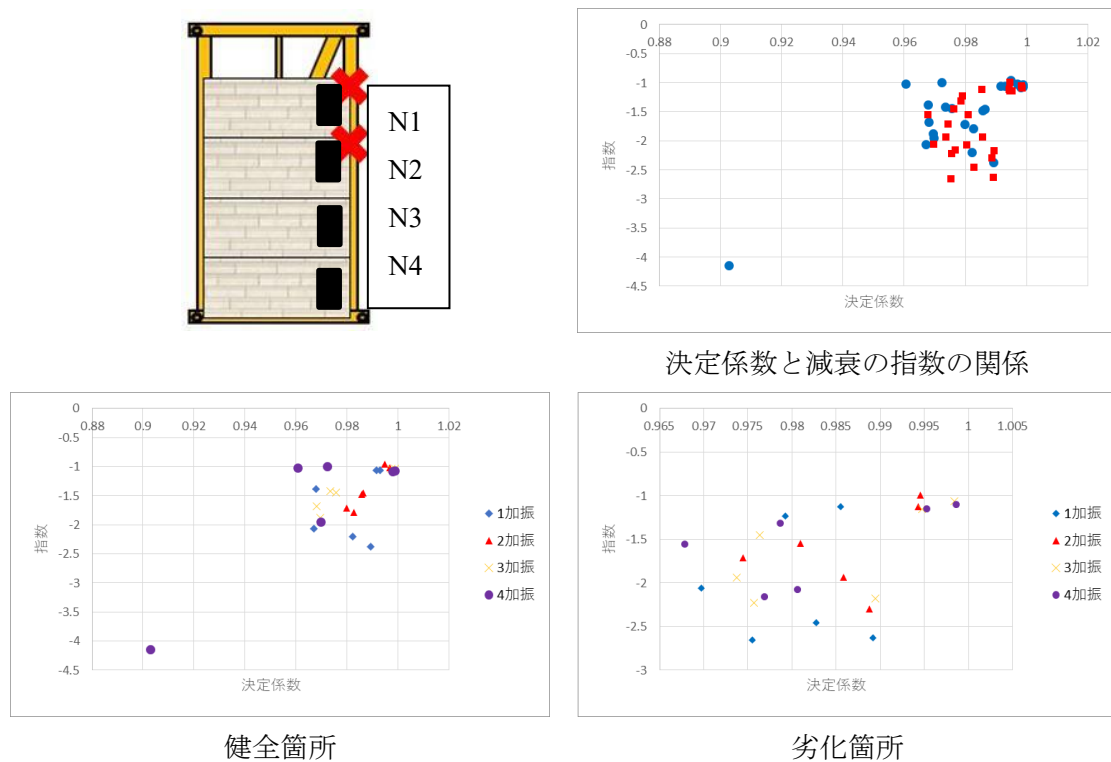 N1
N2
N3
N4
0
-0.5
-1
-1.5
-2
-2.5
-3
-3.5
-4
-4.5
0.88 0.9 0.92 0.94 0.96 0.98 1 1.02
指数
決定係数
決定係数と減衰の指数の関係
0
-0.5
-1
-1.5
-2
-2.5
-3
-3.5
-4
-4.5
0.88 0.9 0.92 0.94 0.96 0.98 1 1.02
指数
決定係数
1加振
2加振
3加振
4加振
健全箇所
0
-0.5
-1
-1.5
-2
-2.5
-3
0.965 0.97 0.975 0.98 0.985 0.99 0.995 1 1.005
指数
決定係数
1加振
2加振
3加振
4加振
劣化箇所